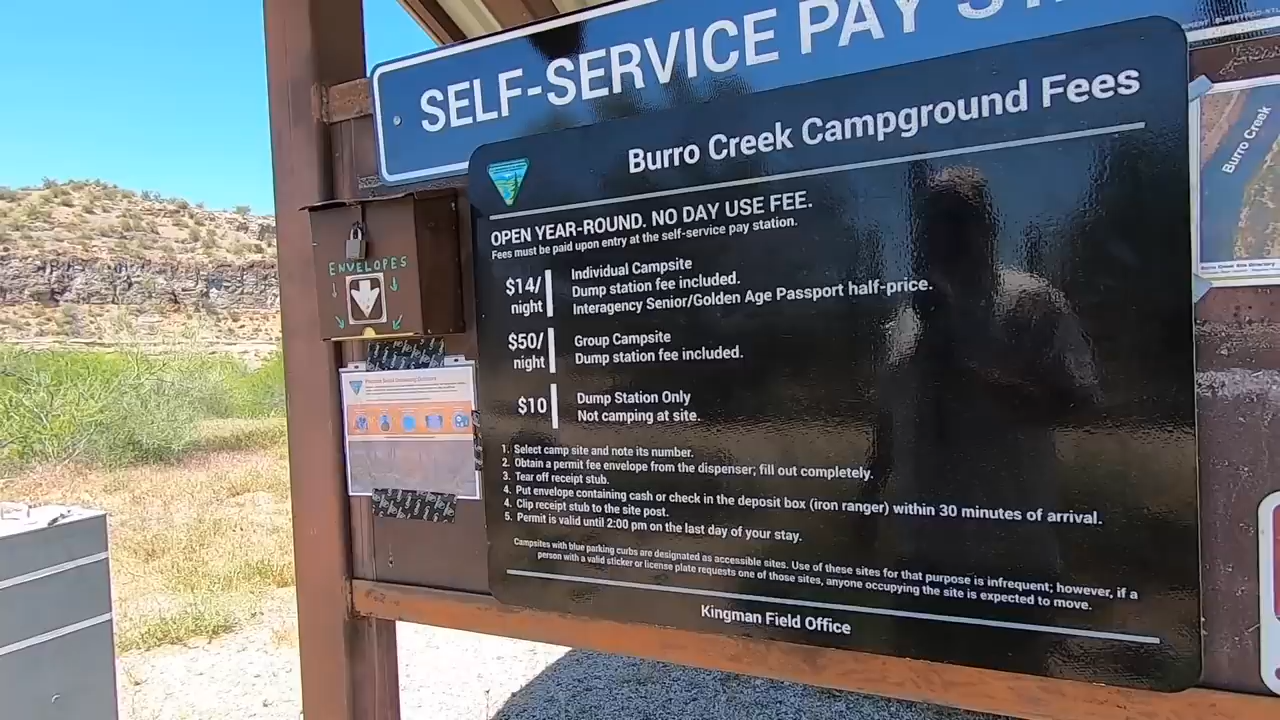 SELF-SERVICE PAY
Burro Creek Campground Fees
Burro Creek
OPEN YEAR-ROUND. NO DAY USE FEE.
Fees must be paid upon entry at the self-service pay station.
ENVELOPES
$14/
night
Individual Campsite
Dump station fee included.
Interagency Senior/Golden Age Passport half-price.
$50/
night
Group Campsite
Dump station fee included.
$10
Dump Station Only
Not camping at site.
1. Select camp site and note its number.
2. Obtain a permit fee envelope from the dispenser; fill out completely.
3. Tear off receipt stub.
4. Put envelope containing cash or check in the deposit box (iron ranger) within 30 minutes of arrival.
4. Clip receipt stub to the site post.
5. Permit is valid until 2:00 pm on the last day of your stay.
Campsites with blue parking curbs are designated as accessible sites. Use of these sites for that purpose is infrequent; however, if a
person with a valid sticker or license plate requests one of those sites, anyone occupying the site is expected to move.
Kingman Field Office